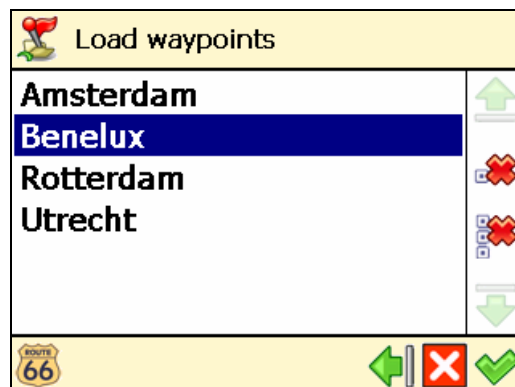 Load waypoints
Amsterdam
Benelux
Rotterdam
Utrecht
ROUTE
66